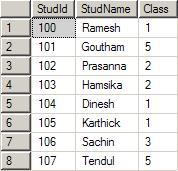 StudId StudName Class
1 100 Ramesh 1
2 101 Goutham 5
3 102 Prasanna 2
4 103 Hamsika 2
5 104 Dinesh 1
6 105 Karthick 1
7 106 Sachin 3
8 107 Tendul 5